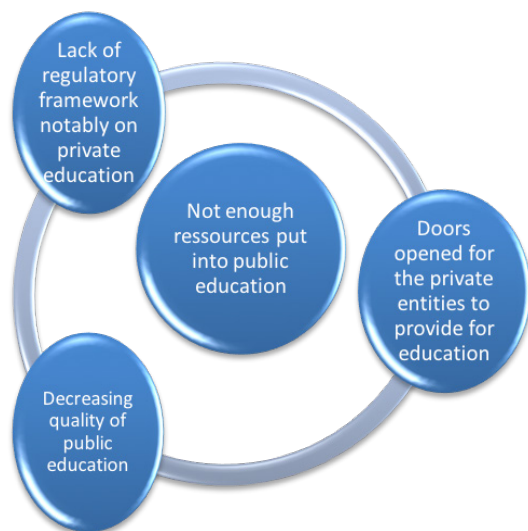 Lack of
regulatory
framework
notably on
private
education
Not enough
ressources put
into public
education
Doors
opened for
the private
entities to
provide for
education
Decreasing
quality of
public
education